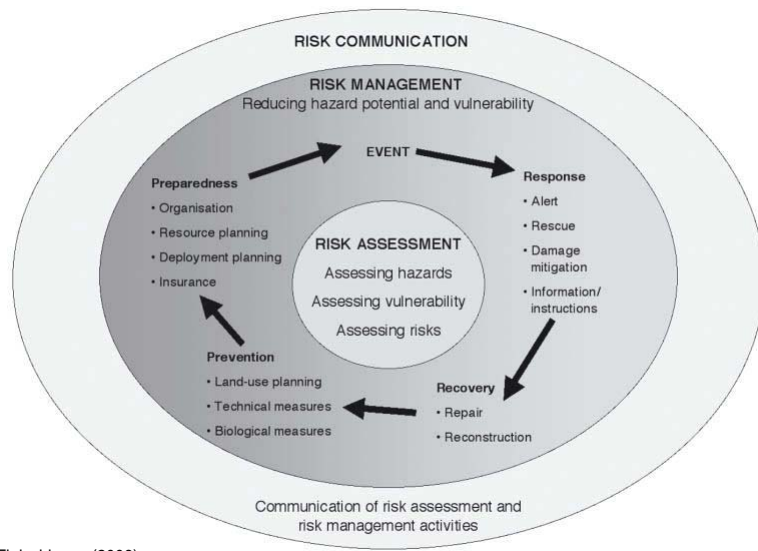 RISK COMMUNICATION
RISK MANAGEMENT
Reducing hazard potential and vulnerability
EVENT
Response
• Alert
• Rescue
• Damage
mitigation
• Information/
instructions
Preparedness
• Organisation
• Resource planning
• Deployment planning
• Insurance
RISK ASSESSMENT
Assessing hazards
Assessing vulnerability
Assessing risks
Prevention
• Land-use planning
• Technical measures
• Biological measures
Recovery
• Repair
• Reconstruction
Communication of risk assessment and
risk management activities